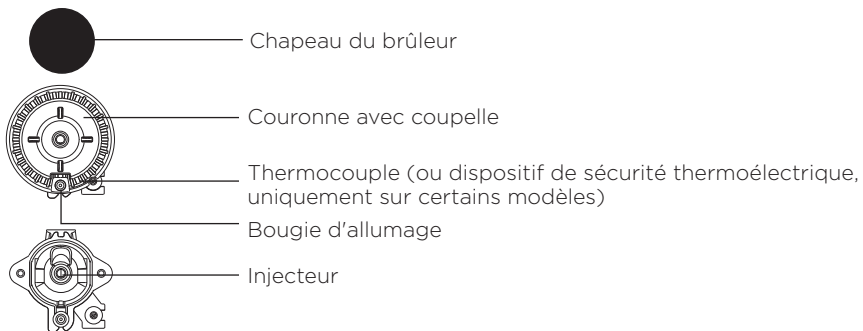 Chapeau du brûleur
Couronne avec coupelle
Thermocouple (ou dispositif de sécurité thermoélectrique,
uniquement sur certains modèles)
Bougie d'allumage
Injecteur